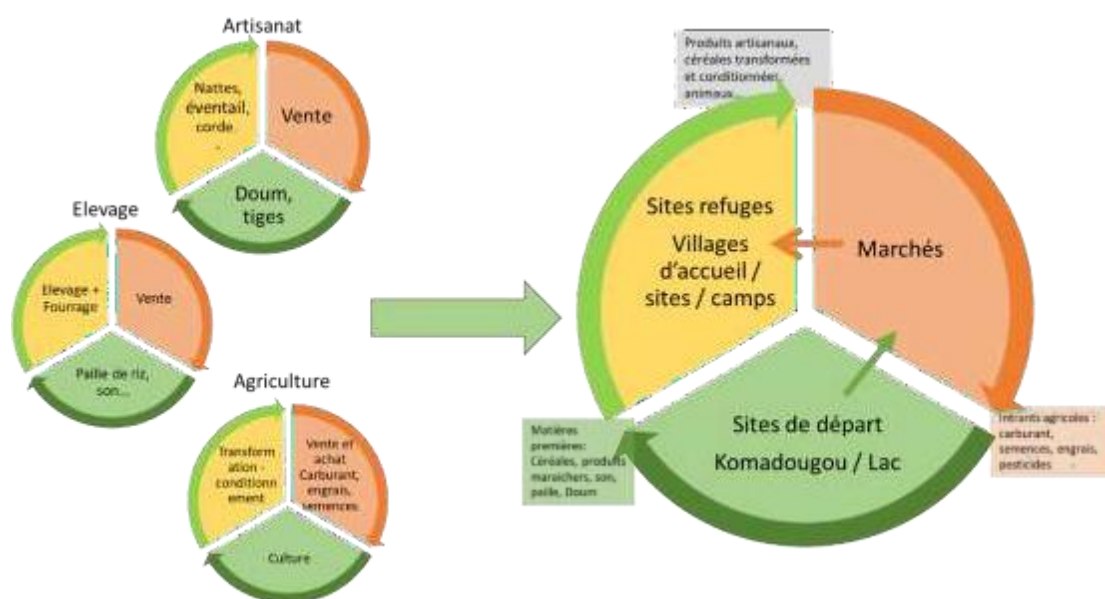 Artisanat
Nattes,
éventail,
corde
Vente
Doum,
tiges
Elevage
Elevage +
Fourrage
Vente
Paille de riz,
son...
Agriculture
Transform
ation -
conditionn
ement
Vente et
achat
Carburant,
engrais,
semences
Culture
Produits artisanaux,
céréales transformées
et conditionnées,
animaux...
Sites refuges
Villages
d'accueil /
sites / camps
Marchés
Sites de départ
Komadougou / Lac
Matières
premières:
Céréales, produits
maraichers, son,
paille, Doum
Intrants agricoles :
carburant,
semences, engrais,
pesticides